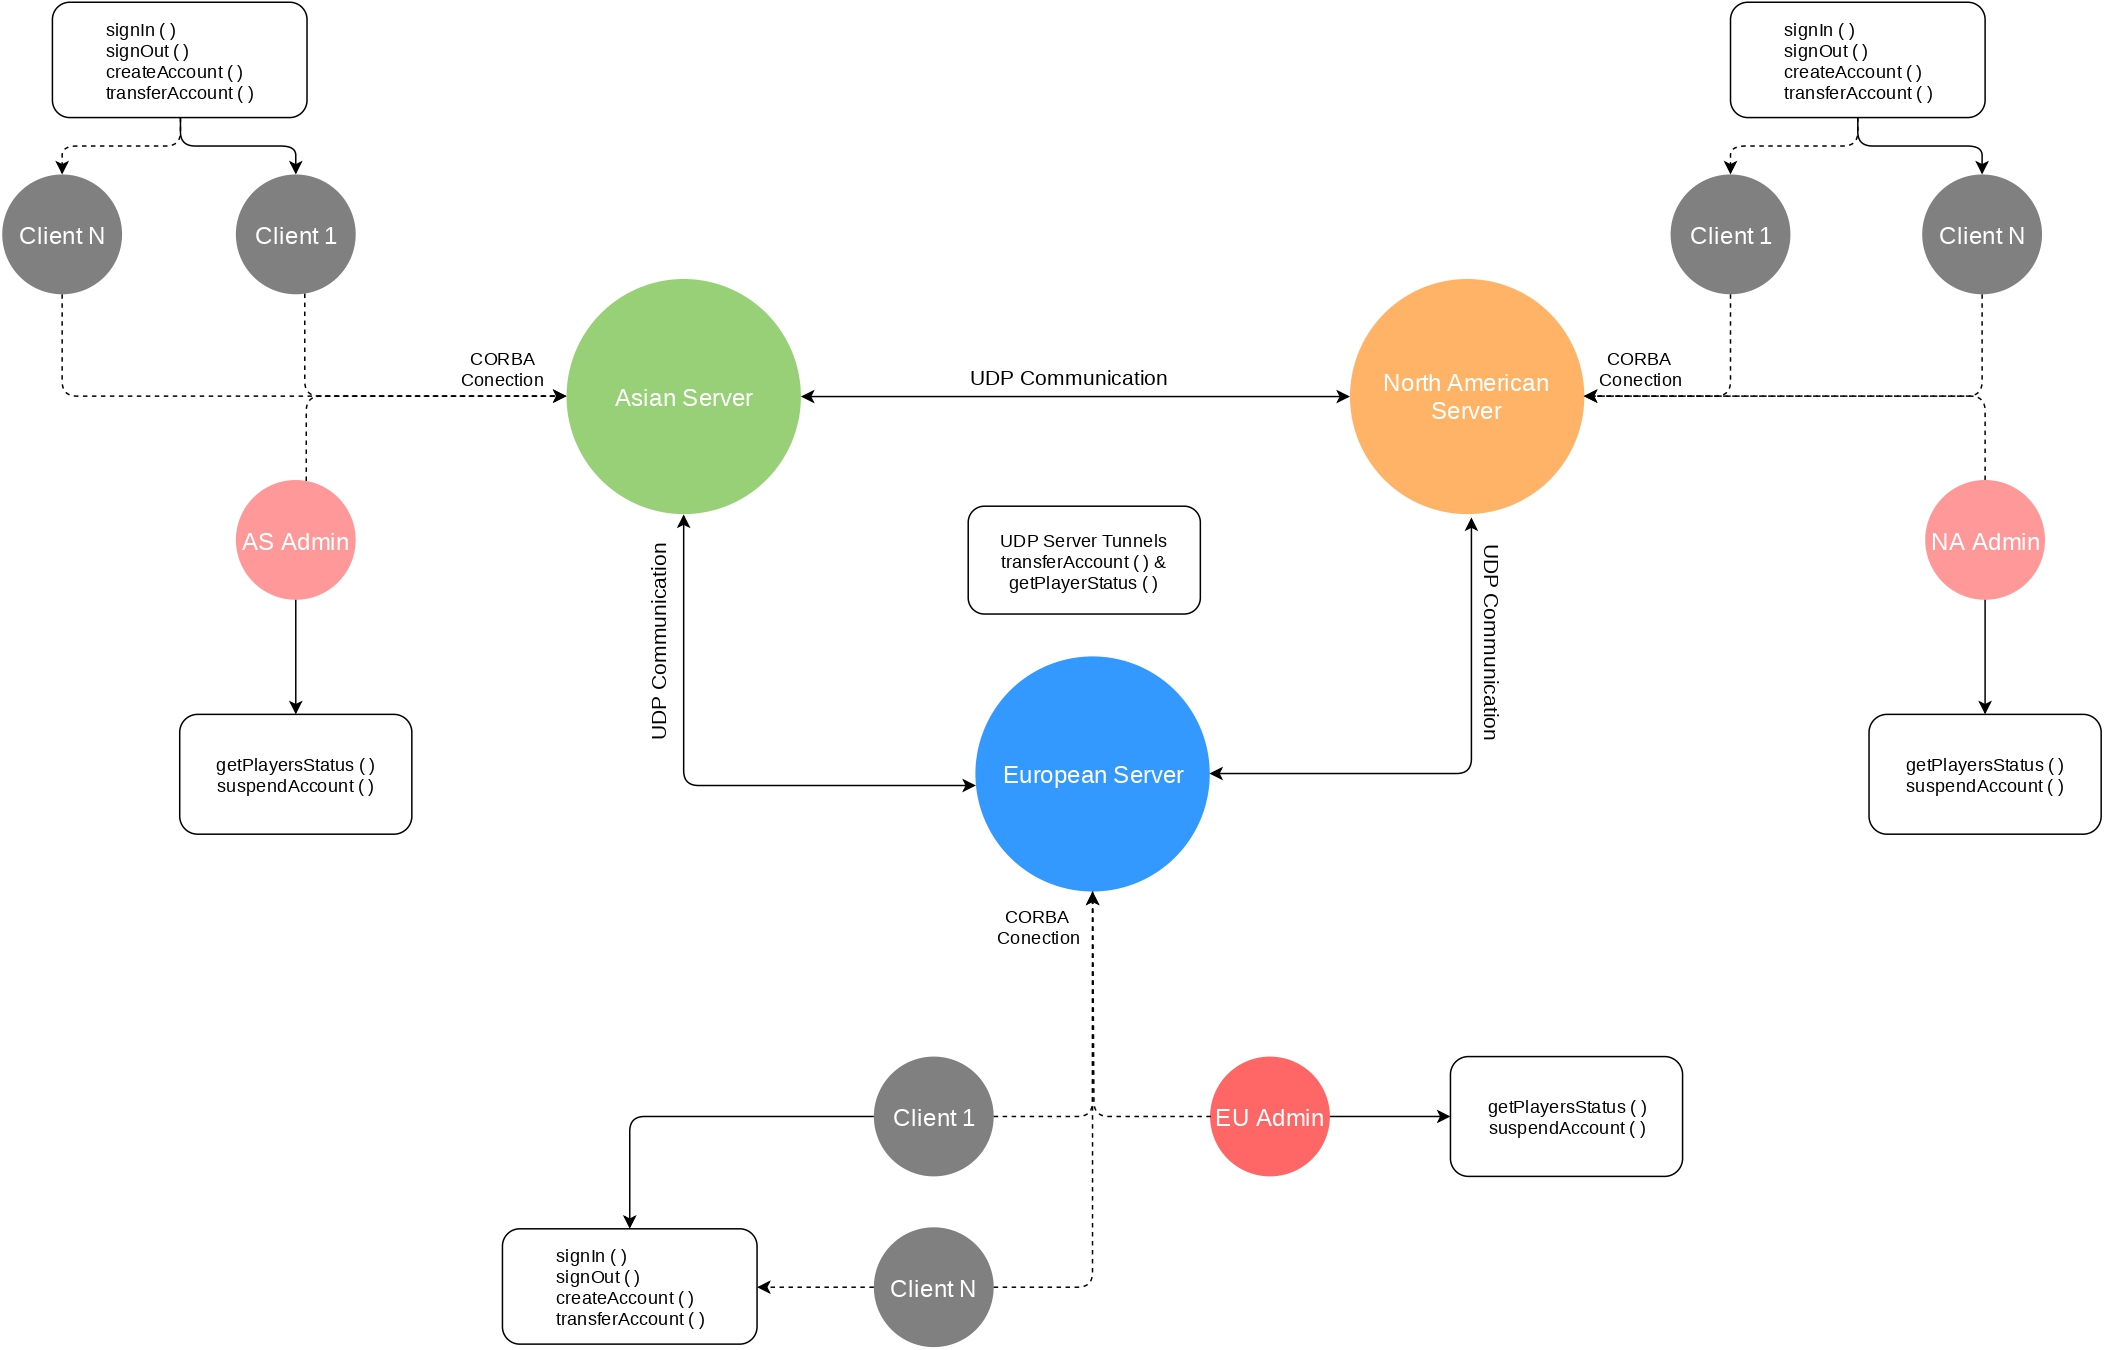 signIn ( )
signOut ( )
createAccount ( )
transferAccount ( )
signIn ( )
signOut ( )
createAccount ( )
transferAccount ( )
Client N
Client 1
Client 1
Client N
CORBA
Conection
Asian Server
UDP Communication
North American
Server
CORBA
Conection
AS Admin
UDP Communication
UDP Server Tunnels
transferAccount ( ) &
getPlayerStatus ( )
UDP Communication
NA Admin
getPlayersStatus ( )
suspendAccount ( )
European Server
getPlayersStatus ( )
suspendAccount ( )
CORBA
Conection
Client 1
EU Admin
getPlayersStatus ( )
suspendAccount ( )
signIn ( )
signOut ( )
createAccount ( )
transferAccount ( )
Client N